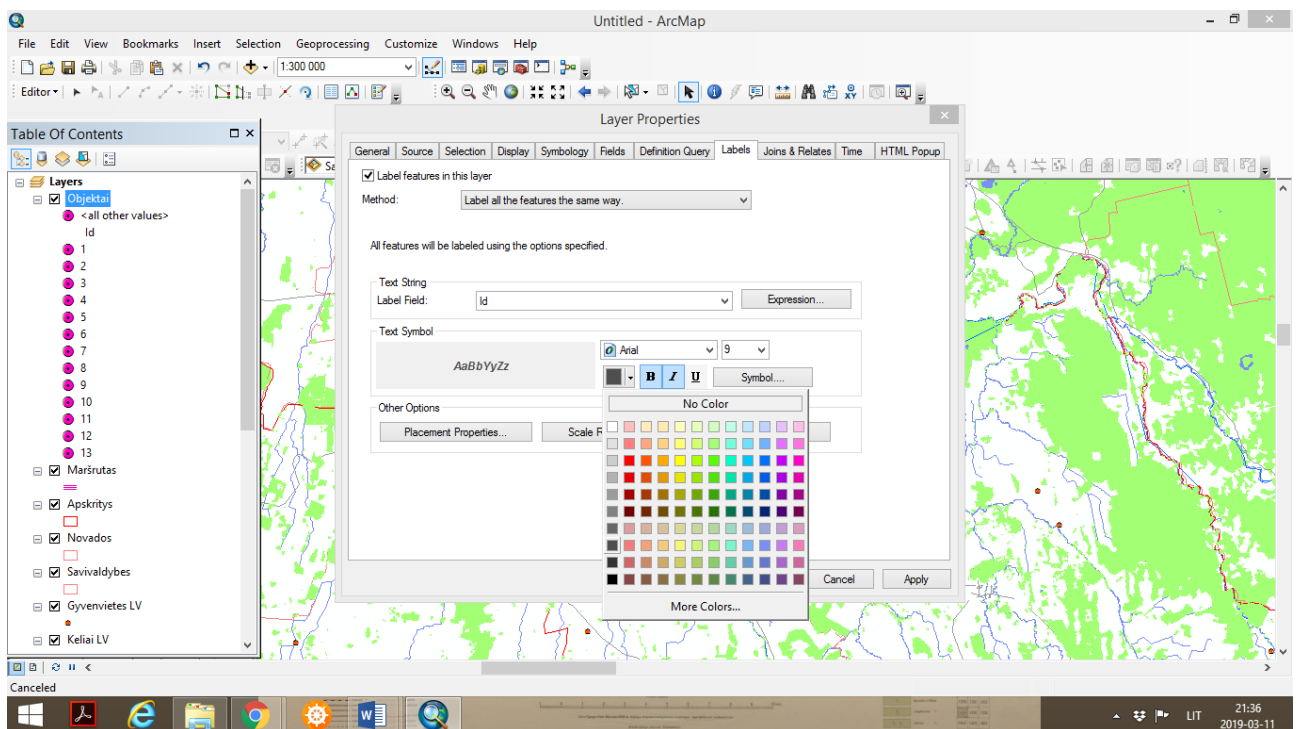 Untitled - ArcMap
File Edit View Bookmarks Insert Selection Geoprocessing Customize Windows Help
1:300 000
Editor
Layer Properties
Table Of Contents
General Source Selection Display Symbology Fields Definition Query Labels Joins & Relates Time HTML Popup
Label features in this layer
Layers
Method: Label all the features the same way.
Objektai
<all other values>
Id
All features will be labeled using the options specified.
1
2
3
Text String
4
Label Field: Id Expression...
5
6
Text Symbol
7
Arial 9
8
AaBbYyZz
9
B I U Symbol....
10
No Color
11
Other Options
12
Placement Properties... Scale R
13
Maršrutas
Apskritys
Novados
Savivaldybes
Cancel Apply
Gyvenvietes LV
More Colors...
Keliai LV
Canceled
LIT
21:36
2019-03-11